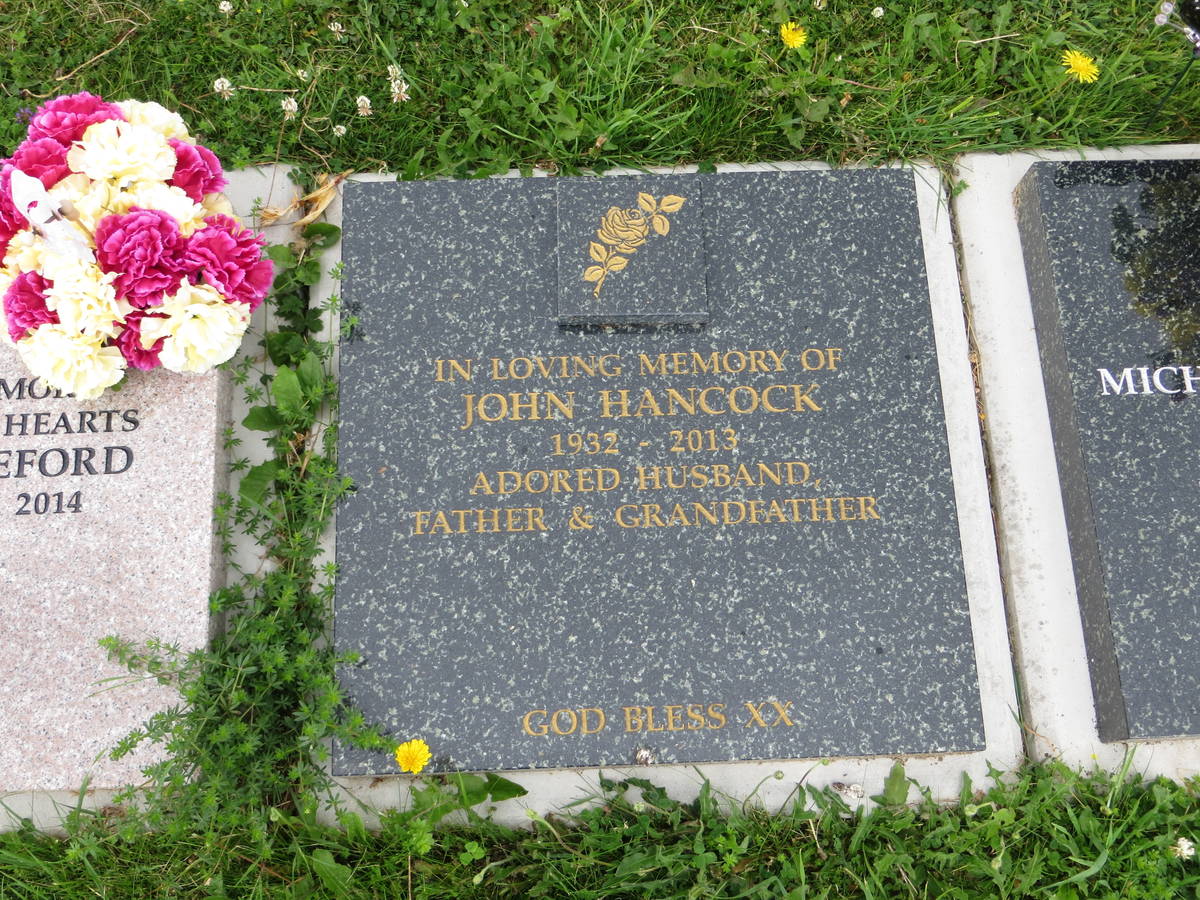 HEARTS
2014
IN LOVING MEMORY OF
JOHN HANCOCK
1932 - 2013
ADORED HUSBAND,
FATHER & GRANDFATHER
GOD BLESS XX